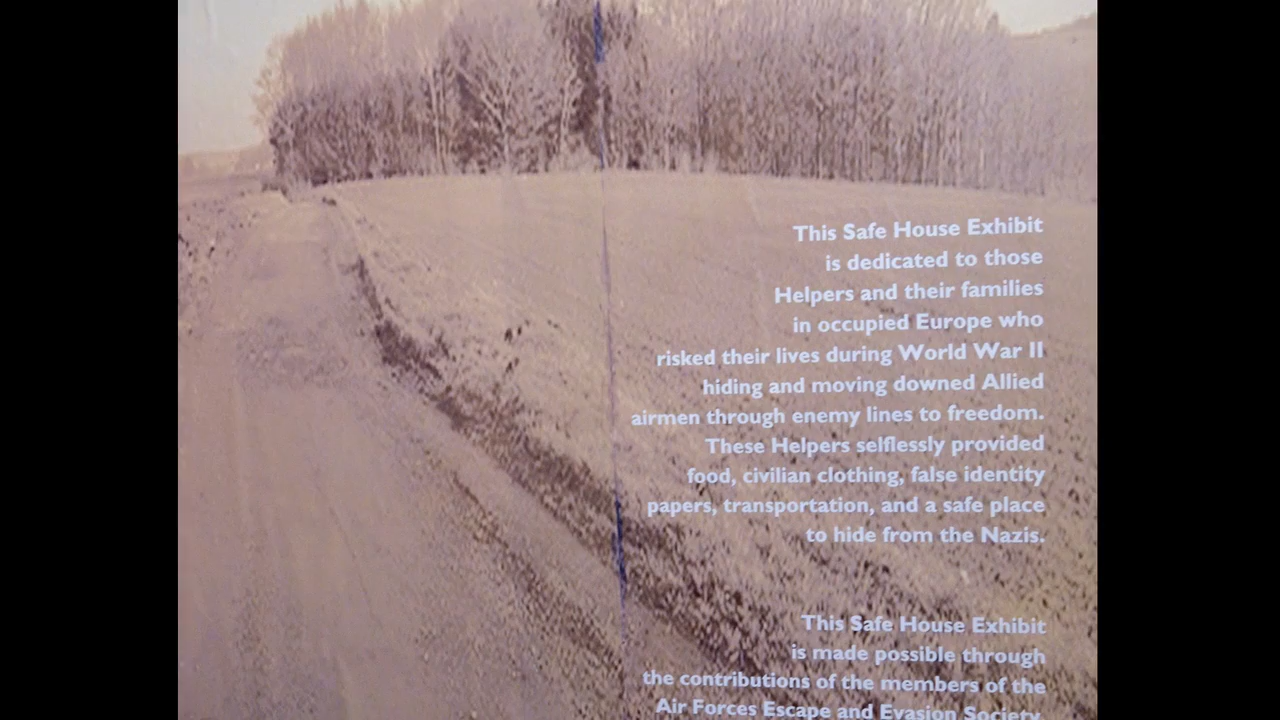 This Safe House Exhibit
is dedicated to those
Helpers and their families
in occupied Europe who
risked their lives during World War II
hiding and moving downed Allied
airmen through enemy lines to freedom.
These Helpers selflessly provided
food, civilian clothing, false identity
papers, transportation, and a safe place
to hide from the Nazis.
This Safe House Exhibit
is made possible through
the contributions of the members of the
Air Forces Escape and Evasion Society.